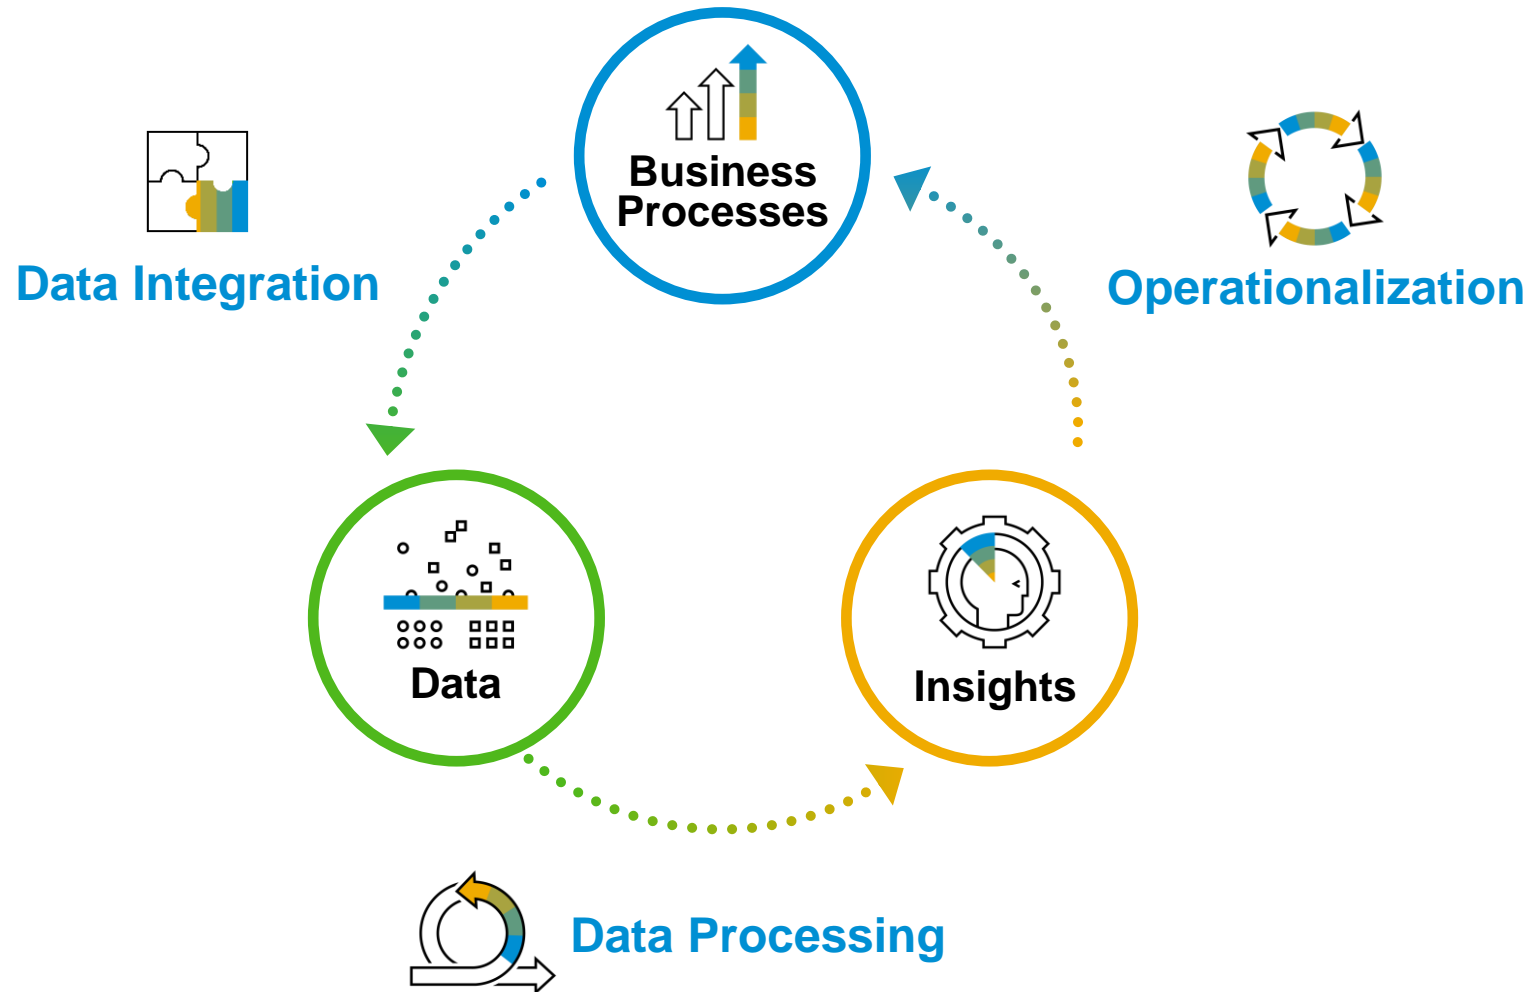 Business
Processes
Data Integration
Operationalization
Data
Insights
Data Processing